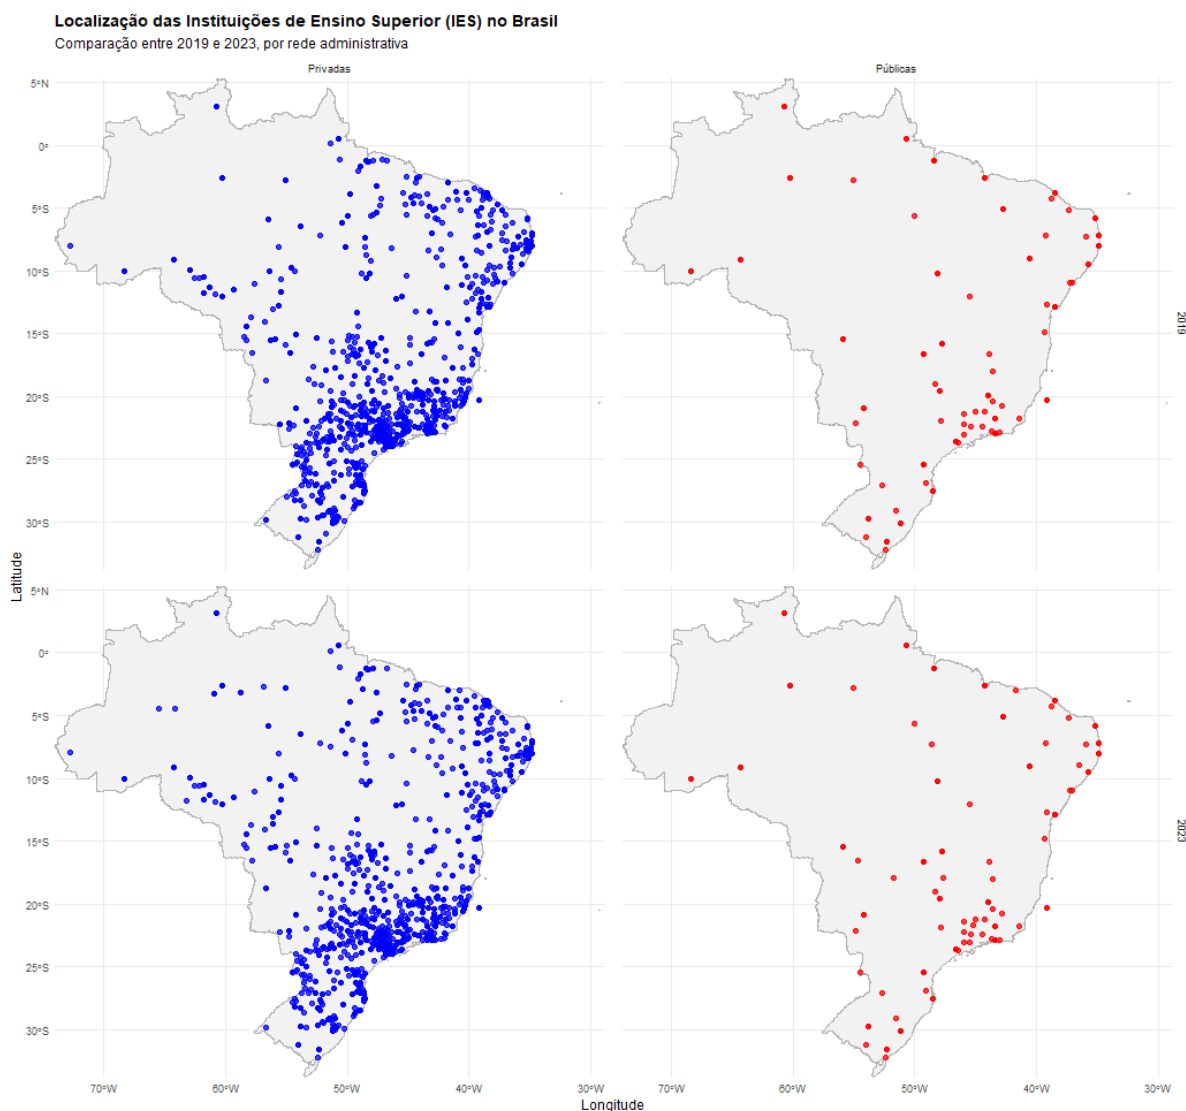 Localização das Instituições de Ensino Superior (IES) no Brasil
Comparação entre 2019 e 2023, por rede administrativa
Privadas
Públicas
5°N
0°
5°S
10°S
15°S
20°S
25°S
30°S
2019
Latitude
5°N
0°
5°S
10°S
15°S
20°S
25°S
30°S
2023
70°W 60°W 50°W 40°W 30°W
70°W 60°W 50°W 40°W 30°W
Longitude